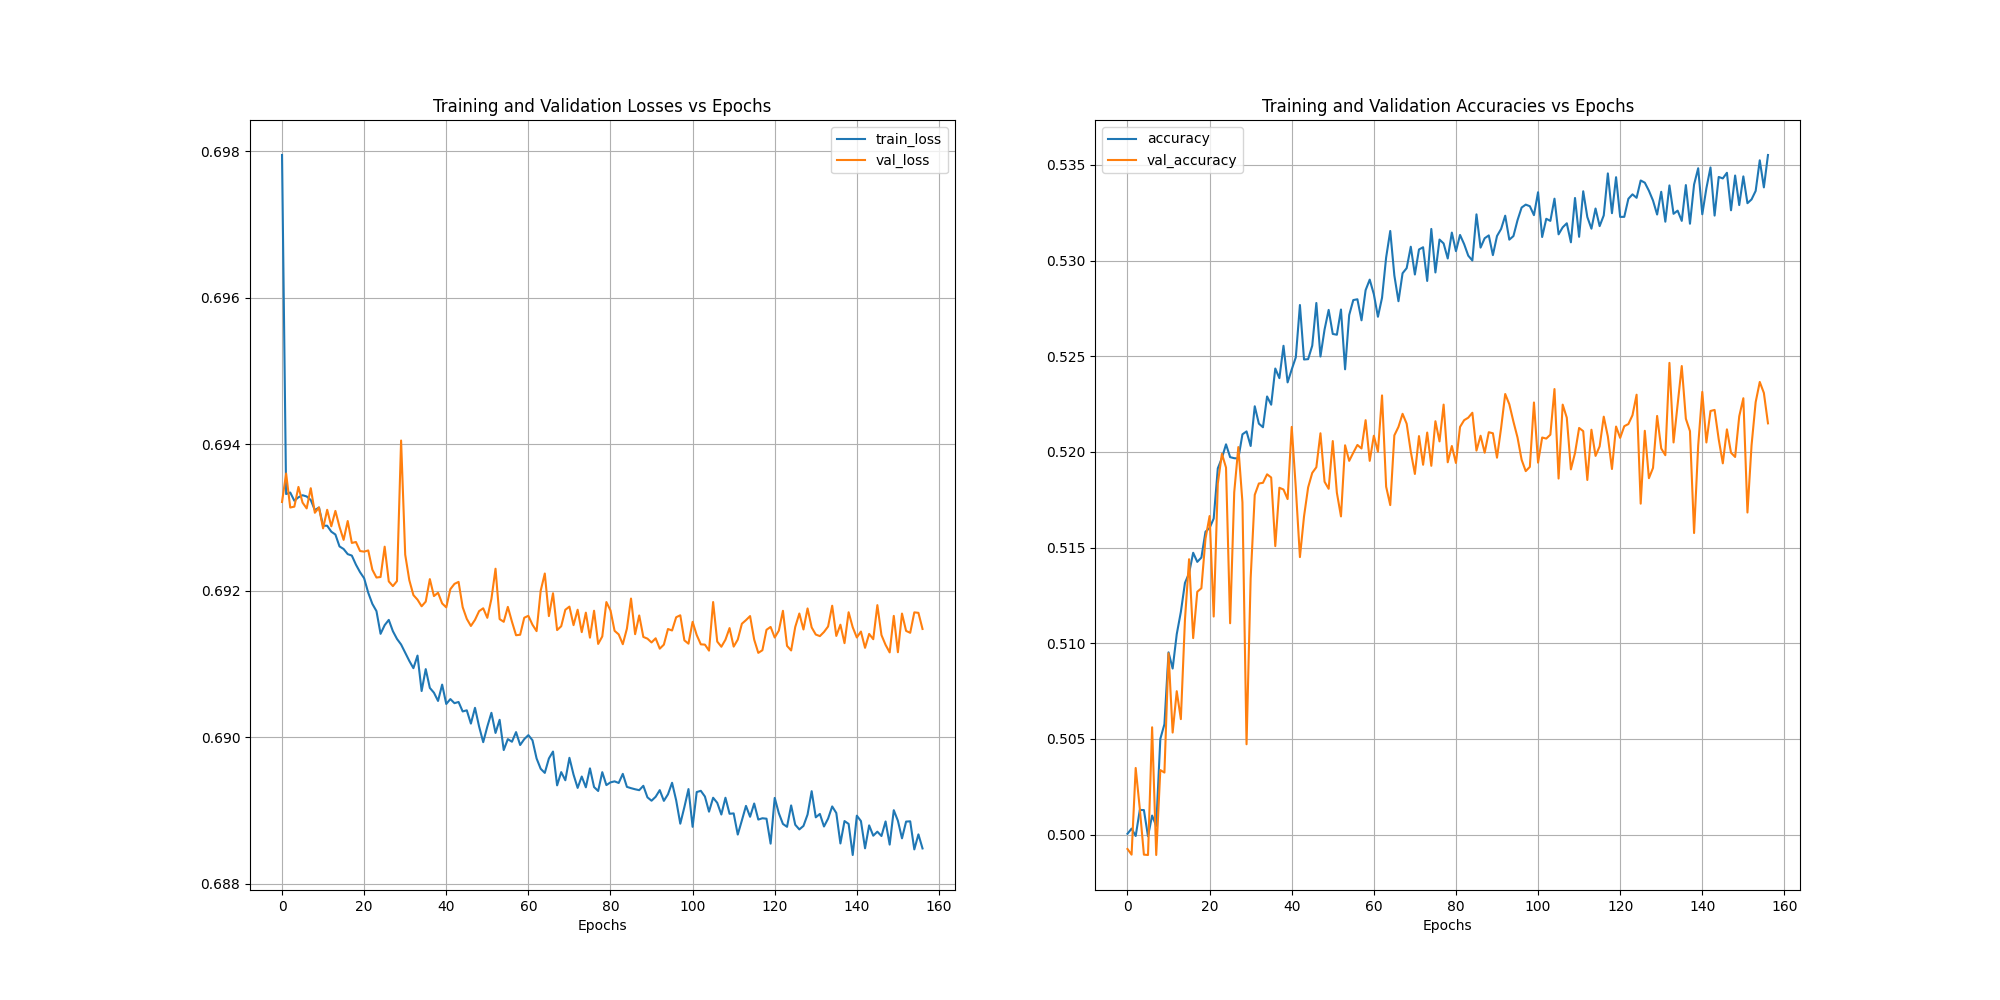 Training and Validation Losses vs Epochs
train_loss
val_loss
0.698
0.696
0.694
0.692
0.690
0.688
0 20 40 60 80 100 120 140 160
Epochs
Training and Validation Accuracies vs Epochs
accuracy
val_accuracy
0.535
0.530
0.525
0.520
0.515
0.510
0.505
0.500
0 20 40 60 80 100 120 140 160
Epochs